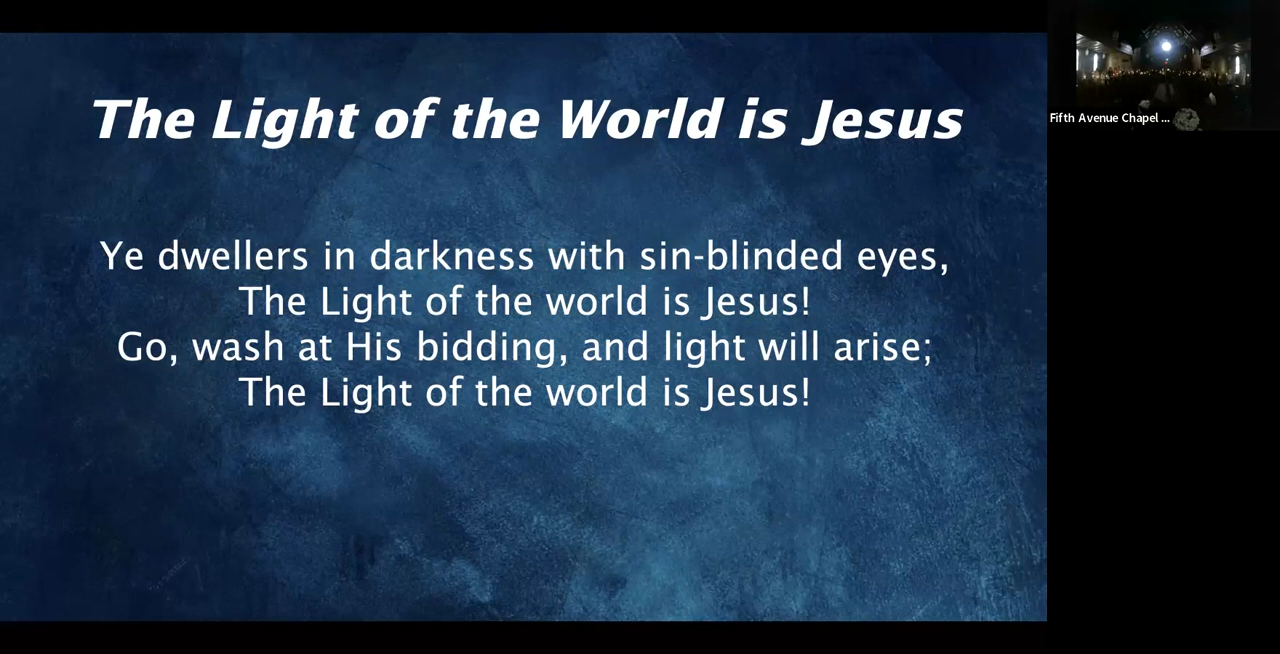 The Light of the World is Jesus
Ye dwellers in darkness with sin-blinded eyes,
The Light of the world is Jesus!
Go, wash at His bidding, and light will arise;
The Light of the world is Jesus!
Fifth Avenue Chapel ...